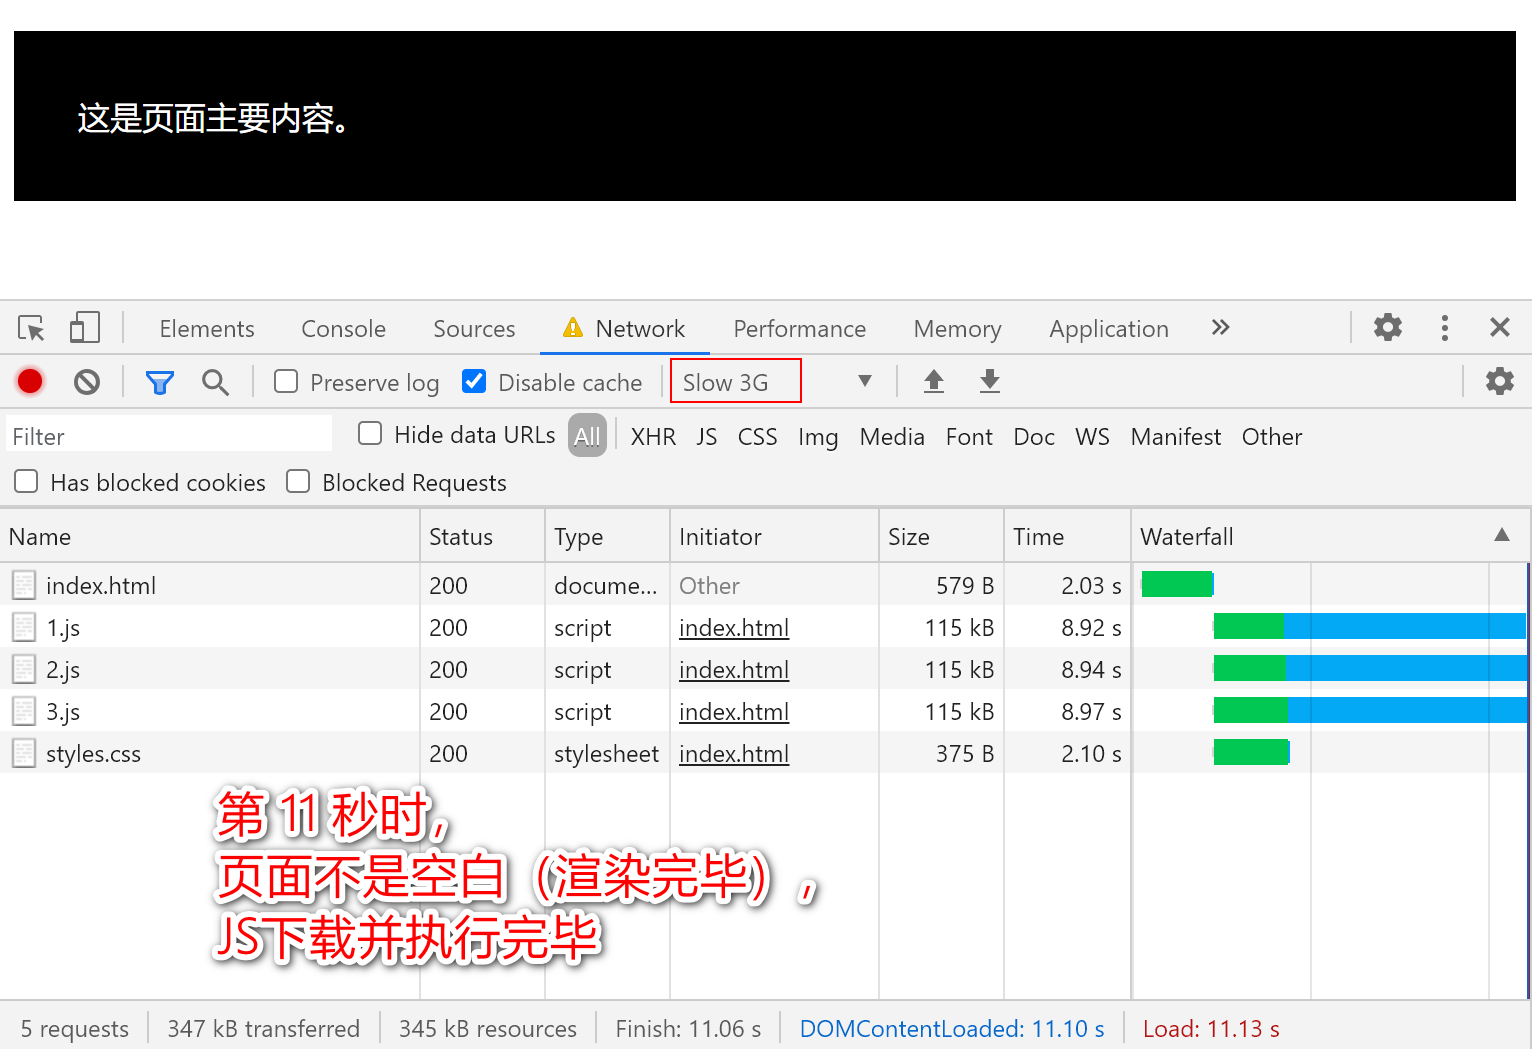 这是页面主要内容。
Elements Console Sources Network Performance Memory Application
Preserve log Disable cache Slow 3G
Filter Hide data URLs All XHR JS CSS Img Media Font Doc WS Manifest Other
Has blocked cookies Blocked Requests
Name Status Type Initiator Size Time Waterfall
index.html 200 docume... Other 579 B 2.03 s
1.js 200 script index.html 115 kB 8.92 s
2.js 200 script index.html 115 kB 8.94 s
3.js 200 script index.html 115 kB 8.97 s
styles.css 200 stylesheet index.html 375 B 2.10 s
第 11 秒时，
页面不是空白（渲染完毕），
JS下载并执行完毕
5 requests 347 kB transferred 345 kB resources Finish: 11.06 s DOMContentLoaded: 11.10 s Load: 11.13 s